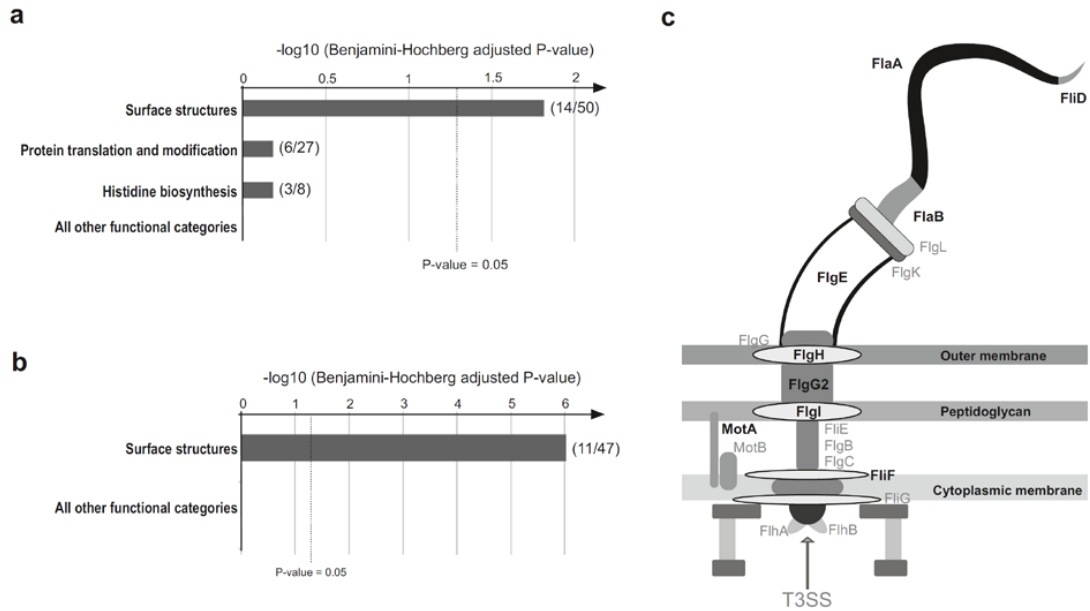 a
-log10 (Benjamini-Hochberg adjusted P-value)
0 0.5 1 1.5 2
Surface structures (14/50)
Protein translation and modification (6/27)
Histidine biosynthesis (3/8)
All other functional categories
P-value = 0.05
b
-log10 (Benjamini-Hochberg adjusted P-value)
0 1 2 3 4 5 6
Surface structures (11/47)
All other functional categories
P-value = 0.05
c
FlaA
FliD
FlaB
FlgL
FlgK
FlgE
FlgG
FlgH
Outer membrane
FlgG2
FlgI
Peptidoglycan
MotA
FliE
MotB
FlgB
FlgC
FliF
Cytoplasmic membrane
FliG
FlhA
FlhB
T3SS